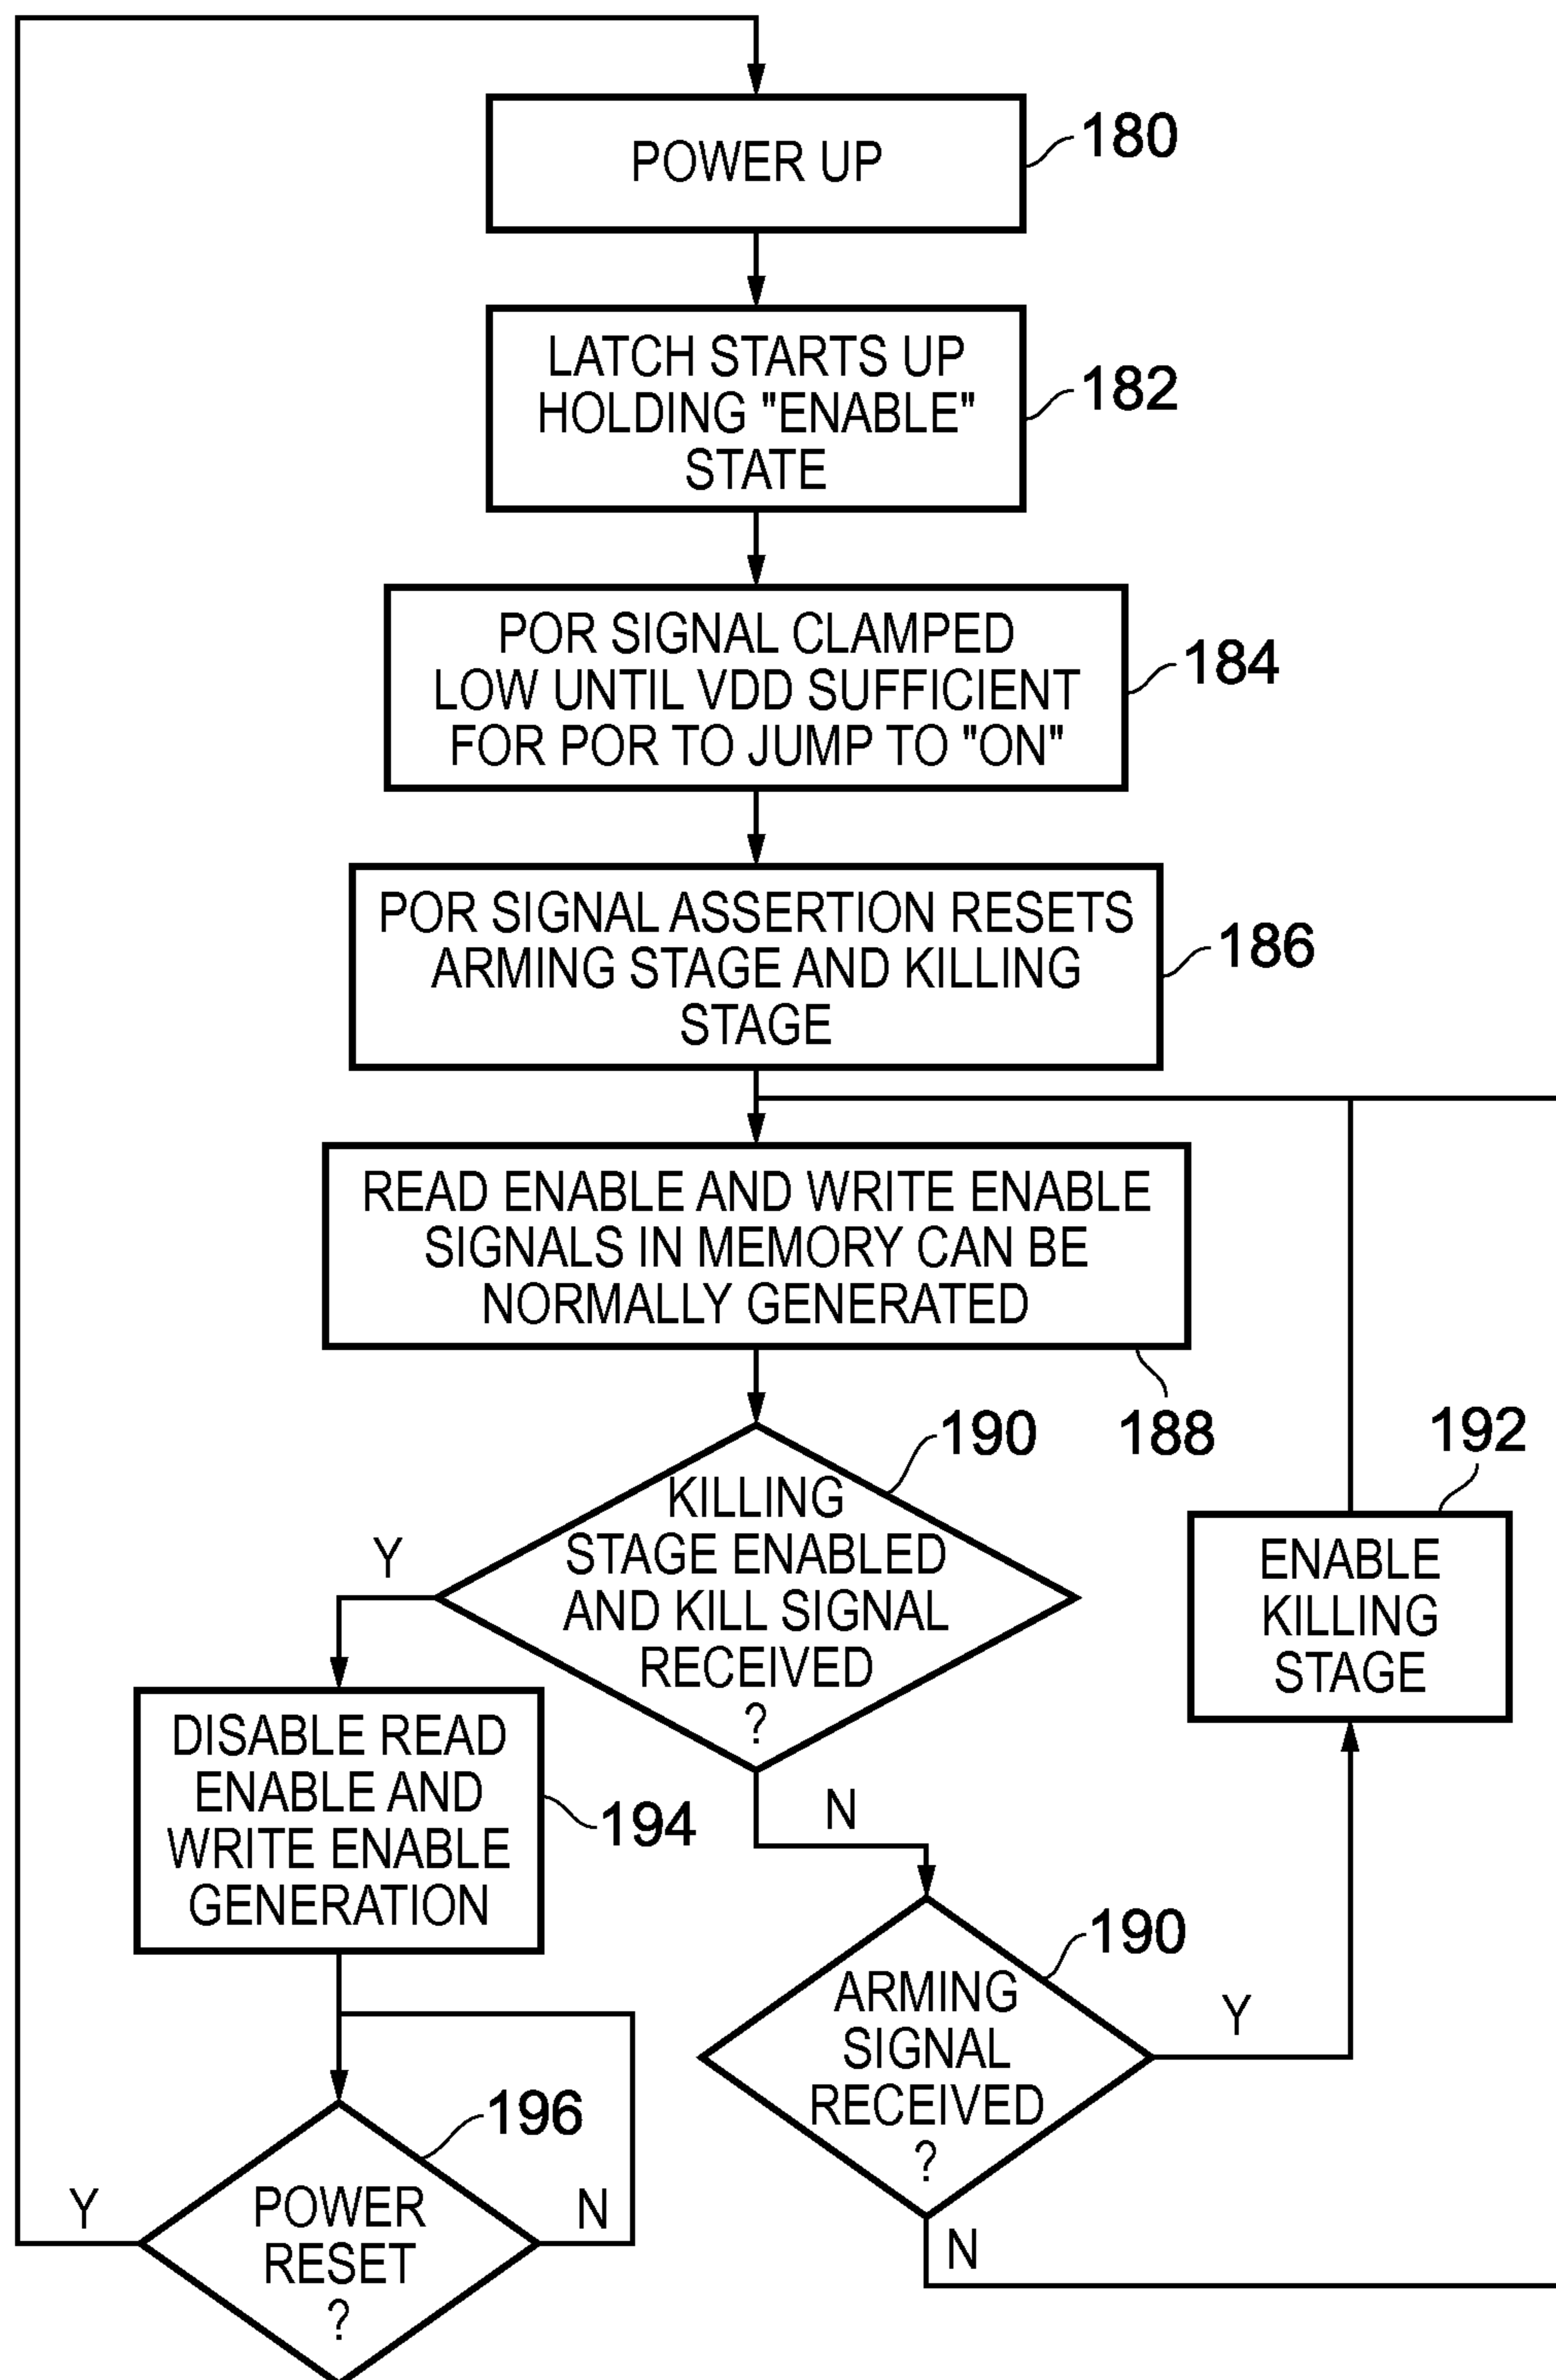 POWER UP
180
LATCH STARTS UP
HOLDING "ENABLE"
STATE
182
POR SIGNAL CLAMPED
LOW UNTIL VDD SUFFICIENT
FOR POR TO JUMP TO "ON"
184
POR SIGNAL ASSERTION RESETS
ARMING STAGE AND KILLING
STAGE
186
READ ENABLE AND WRITE ENABLE
SIGNALS IN MEMORY CAN BE
NORMALLY GENERATED
188
KILLING
STAGE ENABLED
AND KILL SIGNAL
RECEIVED
?
190
Y
N
192
ENABLE
KILLING
STAGE
DISABLE READ
ENABLE AND
WRITE ENABLE
GENERATION
194
ARMING
SIGNAL
RECEIVED
?
190
Y
N
POWER
RESET
?
196
Y
N